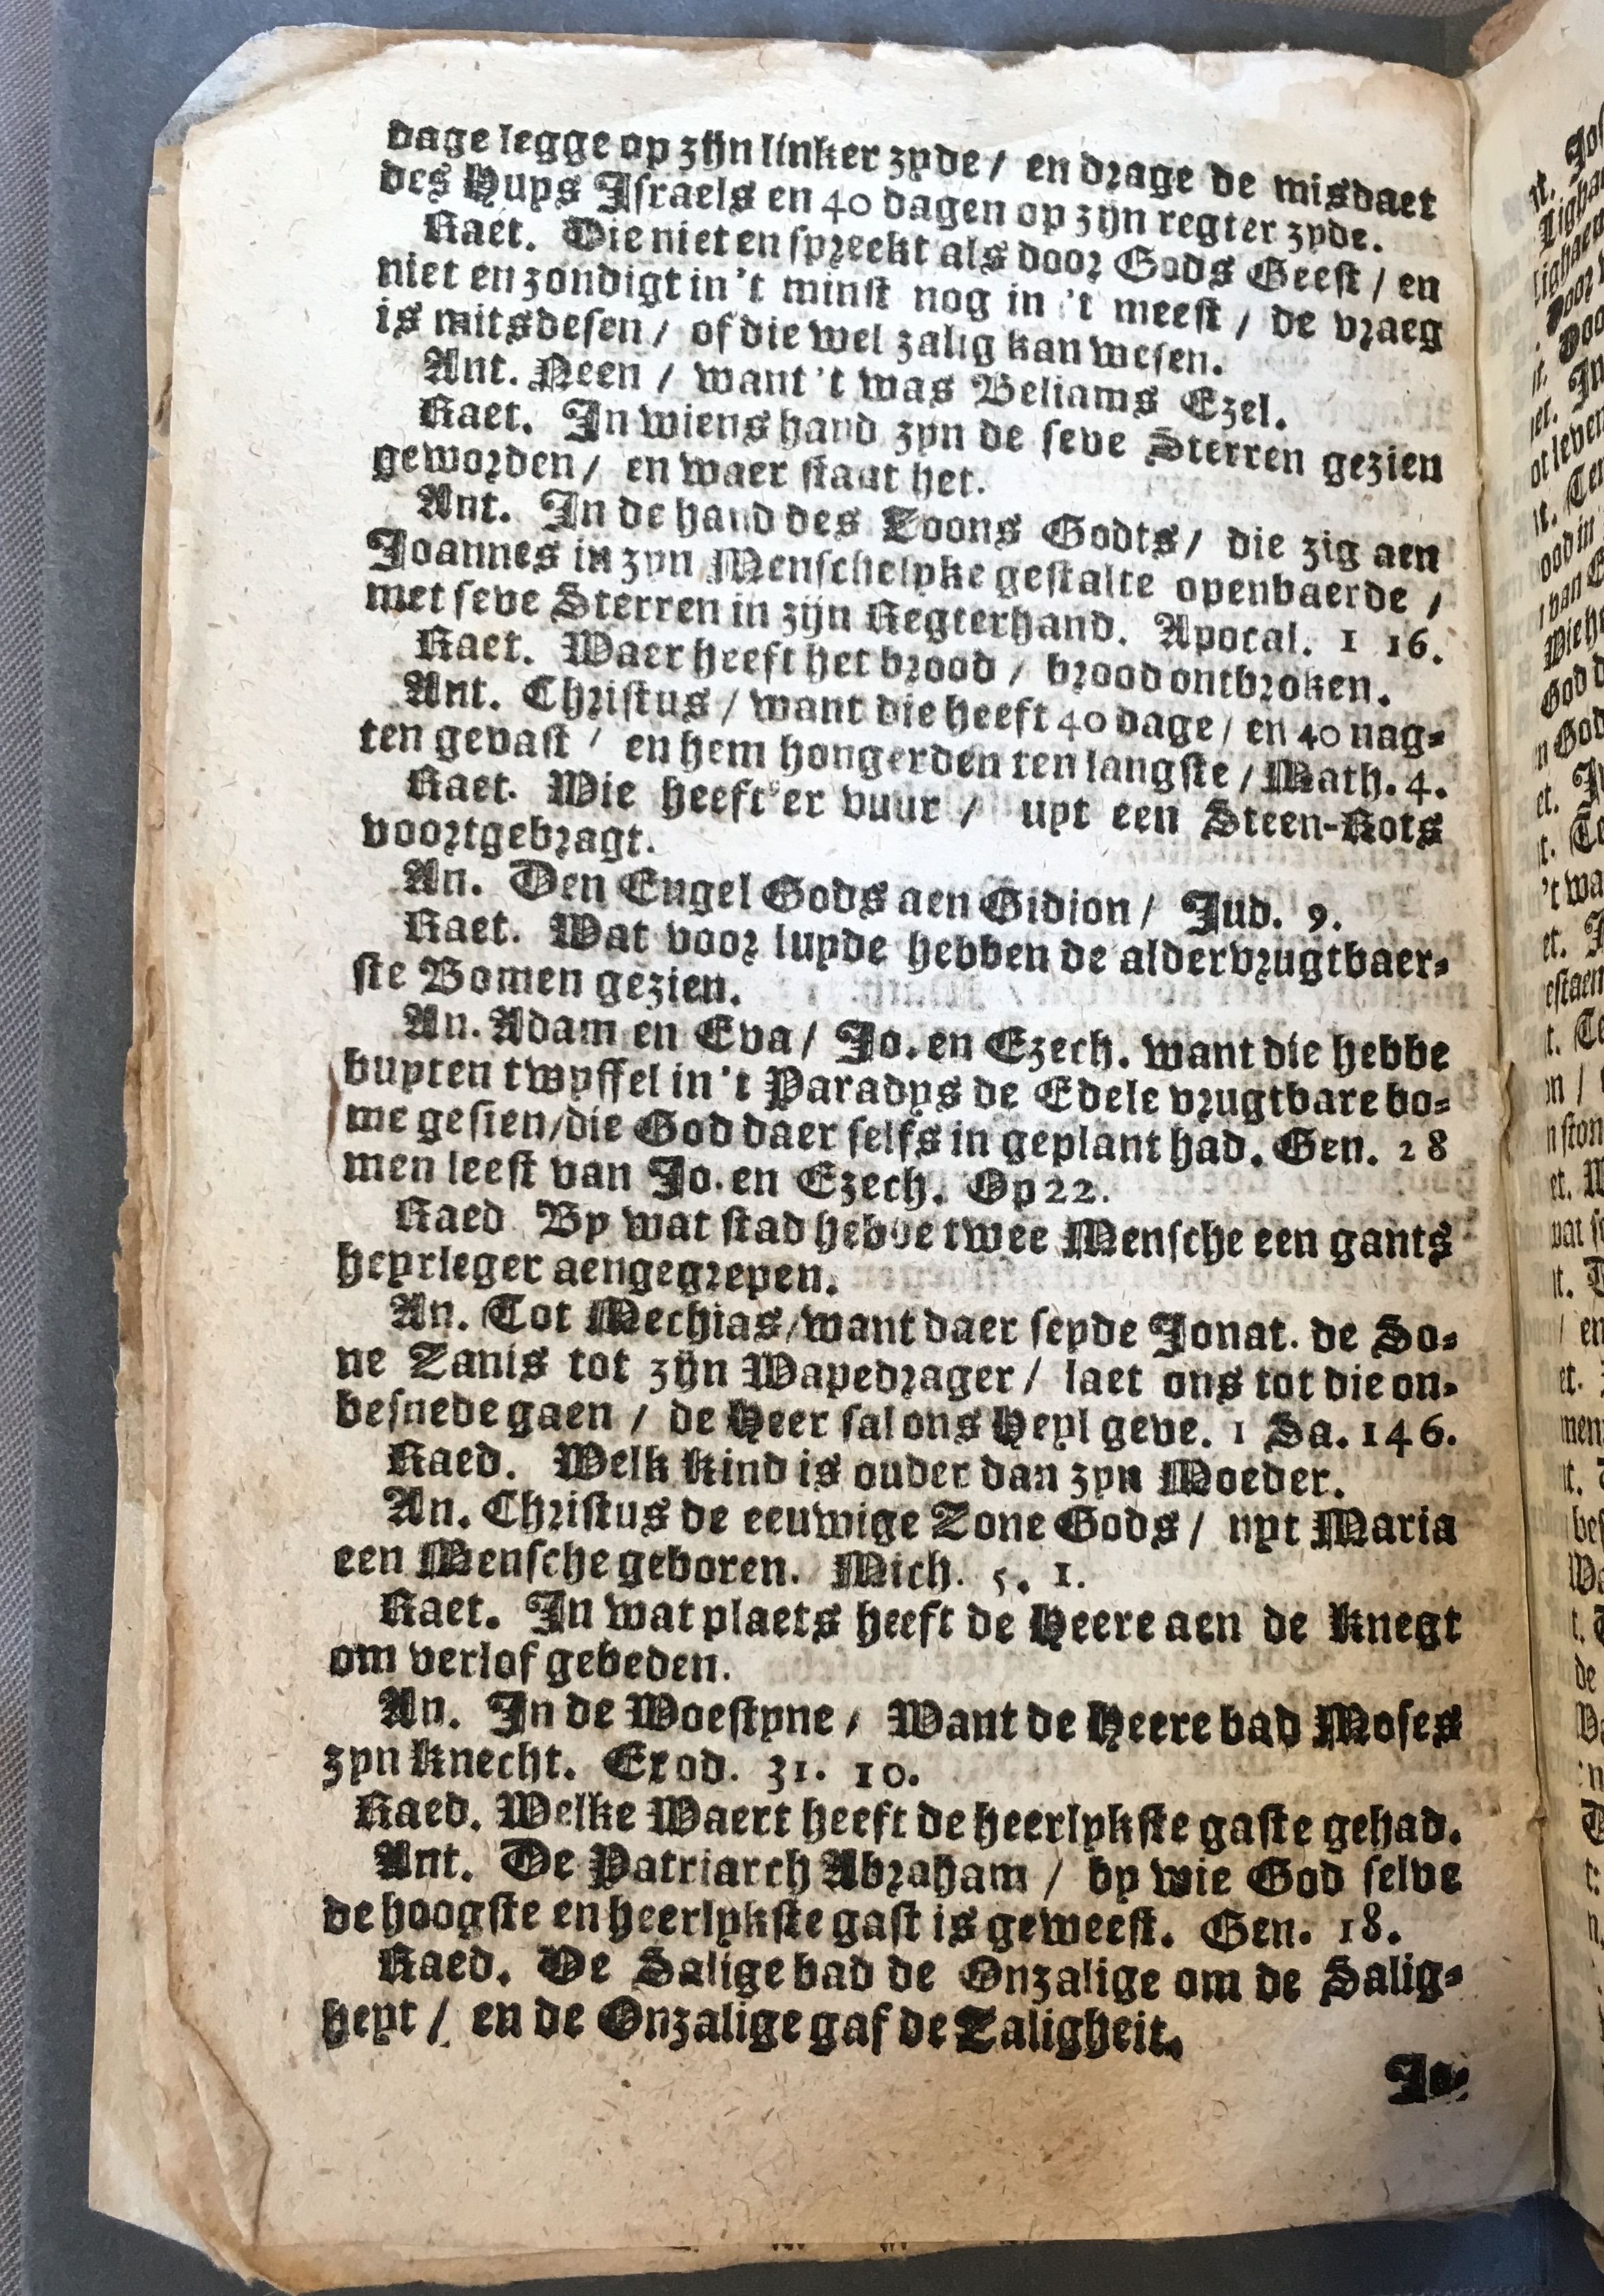 dage legge op zijn linker zyde / en drage de misdaet
des Huys Israels en 40 dagen op zijn regter zyde.
Raet. Die niet en spreekt als door Gods Geest / en
niet en zondigt in 't minst nog in 't meest / de vraeg
is mitsdesen / of die wel zalig kan wesen.
Ant. Neen / want 't was Beliams Ezel.
Raet. In wiens hand zyn de seve Sterren gezien
geworden / en waer staat het.
Ant. In de hand des Zoons Godts / die zig aen
Joannes in zyn Menschelyke gestalte openbaerde /
met seve Sterren in zijn Regterhand. Apocal. 1 16.
Raet. Waer heeft het brood / brood ontbroken.
Ant. Christus / want die heeft 40 dage / en 40 nag-
ten gevast / en hem hongerden ten langste / Math. 4.
Raet. Wie heeft 'er vuur / uyt een Steen-Rots
voortgebragt.
An. Den Engel Gods aen Gidion / Jud. 9.
Raet. Wat voor luyde hebben de aldervrugtbaer-
ste Bomen gezien.
An. Adam en Eva / Jo. en Ezech. want die hebbe
buyten twyffel in 't Paradys de Edele vrugtbare bo-
me gesien / die God daer selfs in geplant had. Gen. 28
men leest van Jo. en Ezech. Op 22.
Raed By wat stad hebbe twee Mensche een gants
heyrleger aengegrepen.
An. Tot Mechias / want daer seyde Jonat. de So-
ne Zanis tot zijn Wapedrager / laet ons tot die on-
besnede gaen / de Heer sal ons Heyl geve. 1 Sa. 146.
Raed. Welk kind is ouder dan zyn Moeder.
An. Christus de eeuwige Zone Gods / uyt Maria
een Mensche geboren. Mich. 5. 1.
Raet. In wat plaets heeft de Heere aen de knegt
om verlof gebeden.
An. In de Woestyne / Want de Heere bad Moses
zyn knecht. Exod. 31. 10.
Raed. Welke Waert heeft de heerlykste gaste gehad.
Ant. De Patriarch Abraham / by wie God selve
de hoogste en heerlykste gast is geweest. Gen. 18.
Raed. De Salige bad de Onzalige om de Salig-
heyt / en de Onzalige gaf de Zaligheit.